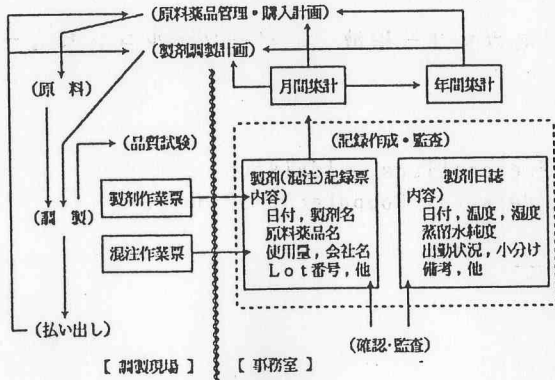 (原料薬品管理・購入計画)
(製剤調製計画)
(原 料)
月間集計
年間集計
(品質試験)
(記録作成・監査)
製剤作業票
製剤(混注)記録票
内容)
日付,製剤名
原料薬品名
使用量,会社名
Lot番号,他
製剤日誌
内容)
日付,温度,湿度
蒸留水純度
出勤状況,小分け
備考,他
(調 製)
混注作業票
(払い出し)
(確認・監査)
[ 調製現場 ]
[ 事務室 ]